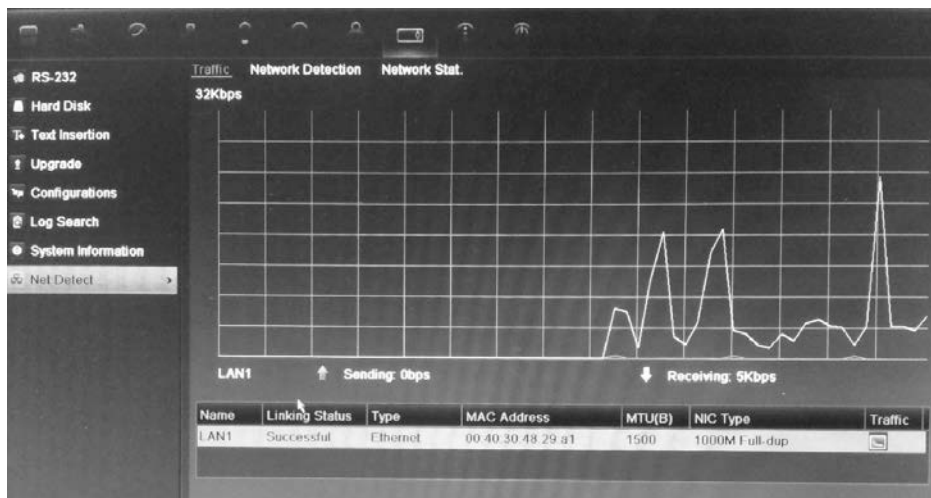 Traffic Network Detection Network Stat.
RS-232
32Kbps
Hard Disk
Text Insertion
Upgrade
Configurations
Log Search
System Information
Net Detect
LAN1 Sending: 0bps Receiving: 5Kbps
Name Linking Status Type MAC Address MTU(B) NIC Type Traffic
LAN1 Successful Ethernet 00 40 30 48 29 a1 1500 1000M Full-dup